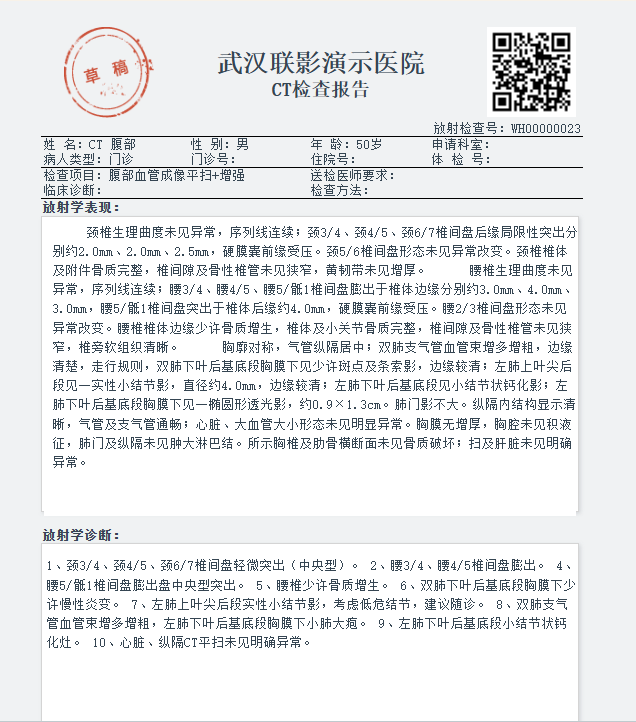 草稿
武汉联影演示医院
CT检查报告
放射检查号：WH00000023
姓 名：CT 腹部 性 别：男 年 龄：50岁 申请科室：
病人类型：门诊 门诊号： 住院号： 体 检 号：
检查项目：腹部血管成像平扫+增强 送检医师要求：
临床诊断： 检查方法：
放射学表现：
颈椎生理曲度未见异常，序列线连续；颈3/4、颈4/5、颈6/7椎间盘后缘局限性突出分
别约2.0mm、2.0mm、2.5mm，硬膜囊前缘受压。颈5/6椎间盘形态未见异常改变。颈椎椎体
及附件骨质完整，椎间隙及骨性椎管未见狭窄，黄韧带未见增厚。 腰椎生理曲度未见
异常，序列线连续；腰3/4、腰4/5、腰5/骶1椎间盘膨出于椎体边缘分别约3.0mm、4.0mm、
3.0mm，腰5/骶1椎间盘突出于椎体后缘约4.0mm，硬膜囊前缘受压。腰2/3椎间盘形态未见
异常改变。腰椎椎体边缘少许骨质增生，椎体及小关节骨质完整，椎间隙及骨性椎管未见狭
窄，椎旁软组织清晰。 胸廓对称，气管纵隔居中；双肺支气管血管束增多增粗，边缘
清楚，走行规则，双肺下叶后基底段胸膜下见少许斑点及条索影，边缘较清；左肺上叶尖后
段见一实性小结节影，直径约4.0mm，边缘较清；左肺下叶后基底段见小结节状钙化影；左
肺下叶后基底段胸膜下见一椭圆形透光影，约0.9×1.3cm。肺门影不大。纵隔内结构显示清
晰，气管及支气管通畅；心脏、大血管大小形态未见明显异常。胸膜无增厚，胸腔未见积液
征，肺门及纵隔未见肿大淋巴结。所示胸椎及肋骨横断面未见骨质破坏；扫及肝脏未见明确
异常。
放射学诊断：
1、颈3/4、颈4/5、颈6/7椎间盘轻微突出（中央型）。 2、腰3/4、腰4/5椎间盘膨出。 4、
腰5/骶1椎间盘膨出盘中央型突出。 5、腰椎少许骨质增生。 6、双肺下叶后基底段胸膜下少
许慢性炎变。 7、左肺上叶尖后段实性小结节影，考虑低危结节，建议随诊。 8、双肺支气
管血管束增多增粗，左肺下叶后基底段胸膜下小肺大疱。 9、左肺下叶后基底段小结节状钙
化灶。 10、心脏、纵隔CT平扫未见明确异常。